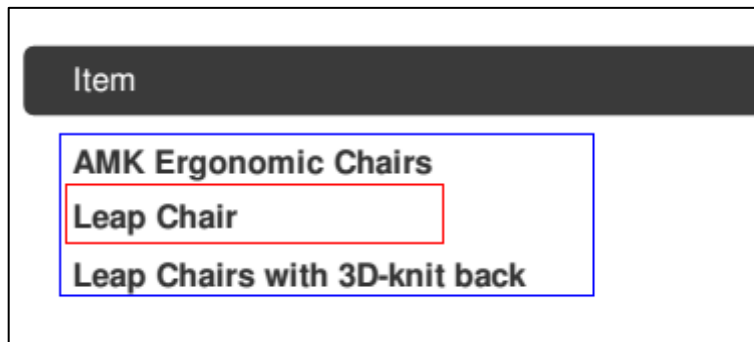 Item
AMK Ergonomic Chairs
Leap Chair
Leap Chairs with 3D-knit back